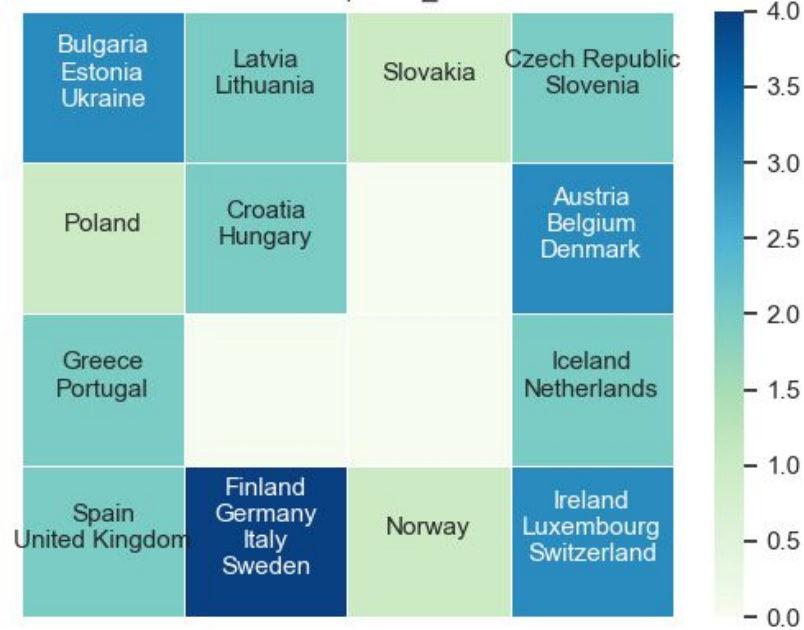 Bulgaria
Estonia
Ukraine
Latvia
Lithuania
Slovakia
Czech Republic
Slovenia
Poland
Croatia
Hungary
Austria
Belgium
Denmark
Greece
Portugal
Iceland
Netherlands
Spain
United Kingdom
Finland
Germany
Italy
Sweden
Norway
Ireland
Luxembourg
Switzerland
4.0
3.5
3.0
2.5
2.0
1.5
1.0
0.5
0.0